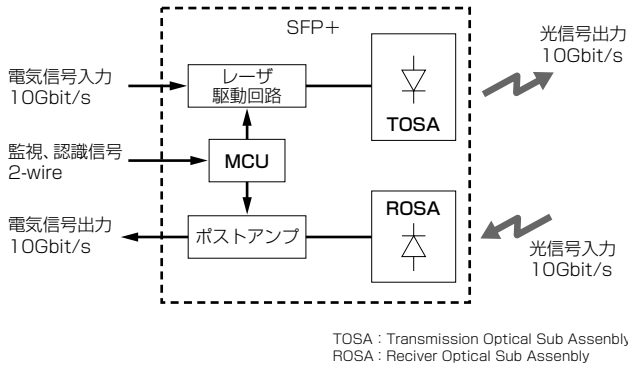 SFP+
電気信号入力
10Gbit/s
レーザ
駆動回路
TOSA
光信号出力
10Gbit/s
監視、認識信号
2-wire
MCU
電気信号出力
10Gbit/s
ポストアンプ
ROSA
光信号入力
10Gbit/s
TOSA：Transmission Optical Sub Assenbly
ROSA：Reciver Optical Sub Assembly